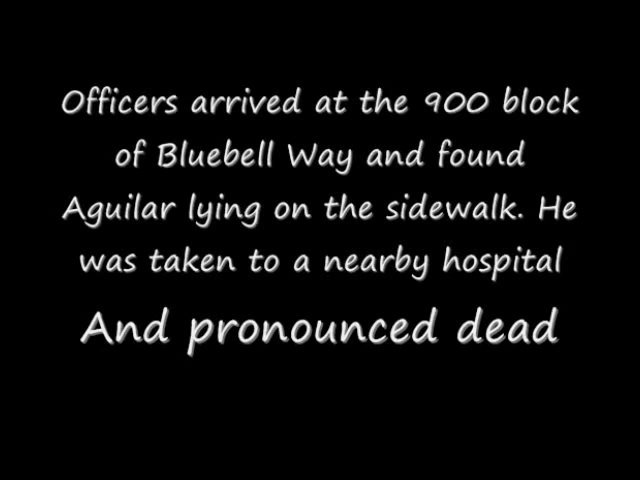 Officers arrived at the 900 block
of Bluebell Way and found
Aguilar lying on the sidewalk. He
was taken to a nearby hospital
And pronounced dead